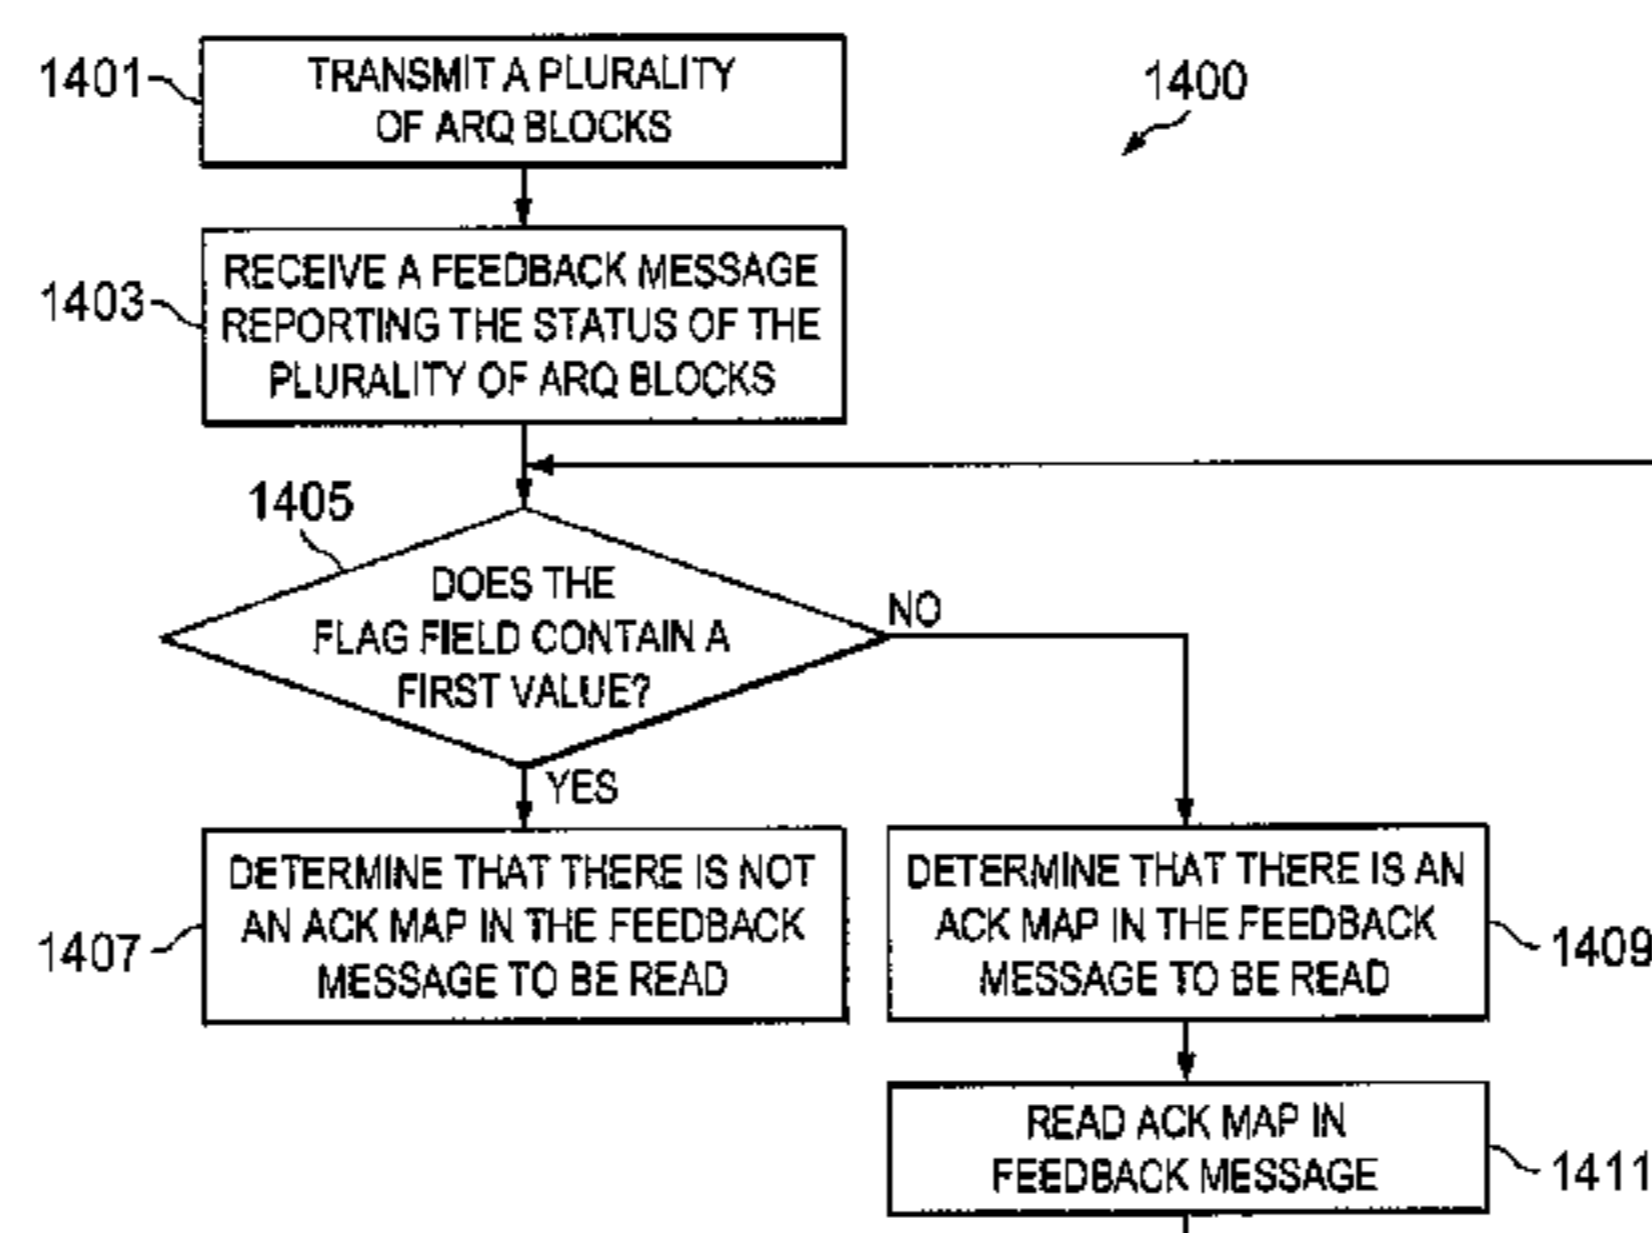 1401
TRANSMIT A PLURALITY
OF ARQ BLOCKS
1400
1403
RECEIVE A FEEDBACK MESSAGE
REPORTING THE STATUS OF THE
PLURALITY OF ARQ BLOCKS
1405
DOES THE
FLAG FIELD CONTAIN A
FIRST VALUE?
NO
YES
1407
DETERMINE THAT THERE IS NOT
AN ACK MAP IN THE FEEDBACK
MESSAGE TO BE READ
DETERMINE THAT THERE IS AN
ACK MAP IN THE FEEDBACK
MESSAGE TO BE READ
1409
READ ACK MAP IN
FEEDBACK MESSAGE
1411